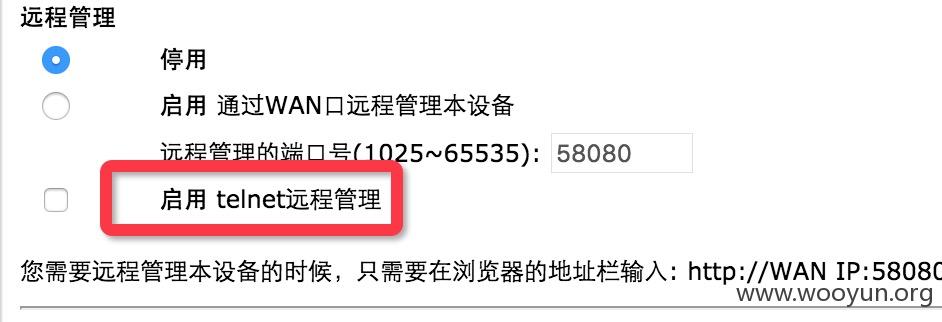 远程管理
停用
启用 通过WAN口远程管理本设备
远程管理的端口号(1025~65535): 58080
启用 telnet远程管理
您需要远程管理本设备的时候，只需要在浏览器的地址栏输入: http://WAN IP:58080
www.wooyun.org